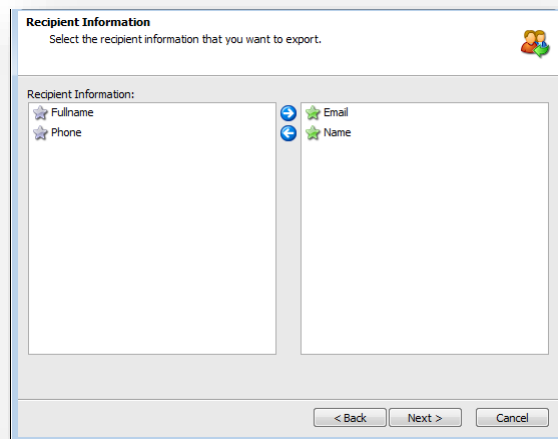 Recipient Information
Select the recipient information that you want to export.
Recipient Information:
Fullname
Phone
Email
Name
< Back
Next >
Cancel